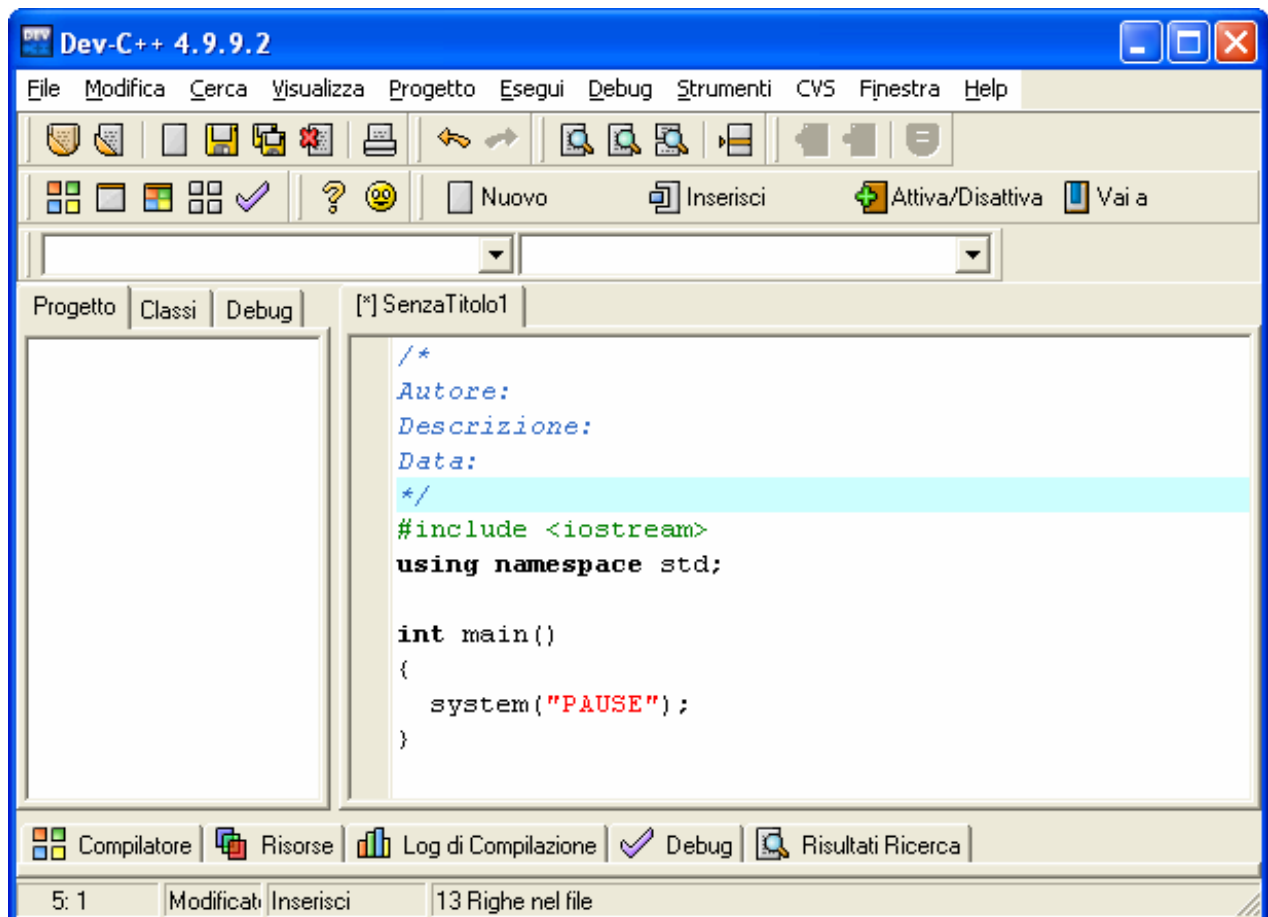 Dev-C++ 4.9.9.2
File Modifica Cerca Visualizza Progetto Esegui Debug Strumenti CVS Finestra Help
Nuovo Inserisci Attiva/Disattiva Vai a
Progetto Classi Debug [*] SenzaTitolo1
/*
Autore:
Descrizione:
Data:
*/
#include <iostream>
using namespace std;
int main()
{
system("PAUSE");
}
Compilatore Risorse Log di Compilazione Debug Risultati Ricerca
5: 1 Modificat Inserisci 13 Righe nel file